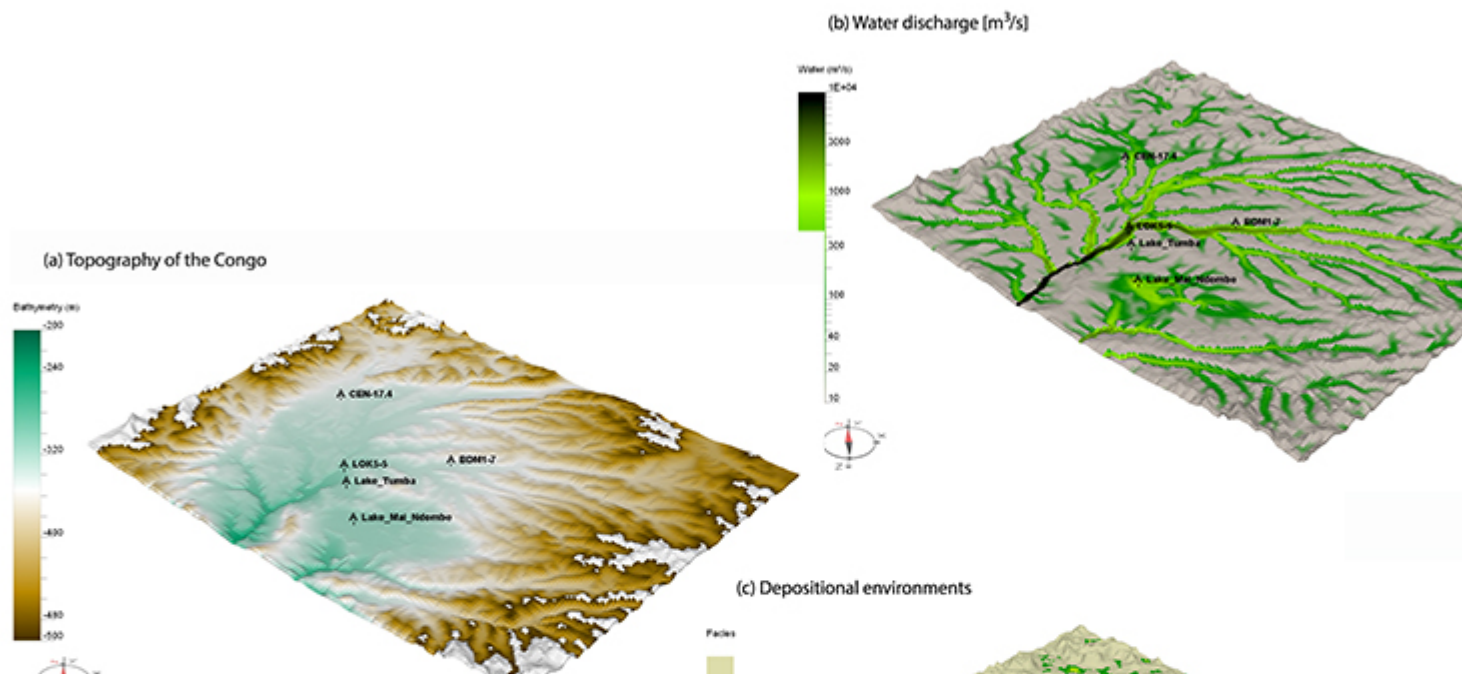 (b) Water discharge [m³/s]
Water (m³/s)
1E+04
3000
1000
300
100
40
20
10
CEN-17.4
BDM1-7
LOK5-5
Lake_Tumba
Lake_Mai_Ndombe
(a) Topography of the Congo
Bathymetry (m)
-200
-240
-320
-400
-480
-500
CEN-17.4
LOK5-5
BDM1-7
Lake_Tumba
Lake_Mai_Ndombe
(c) Depositional environments
Facies